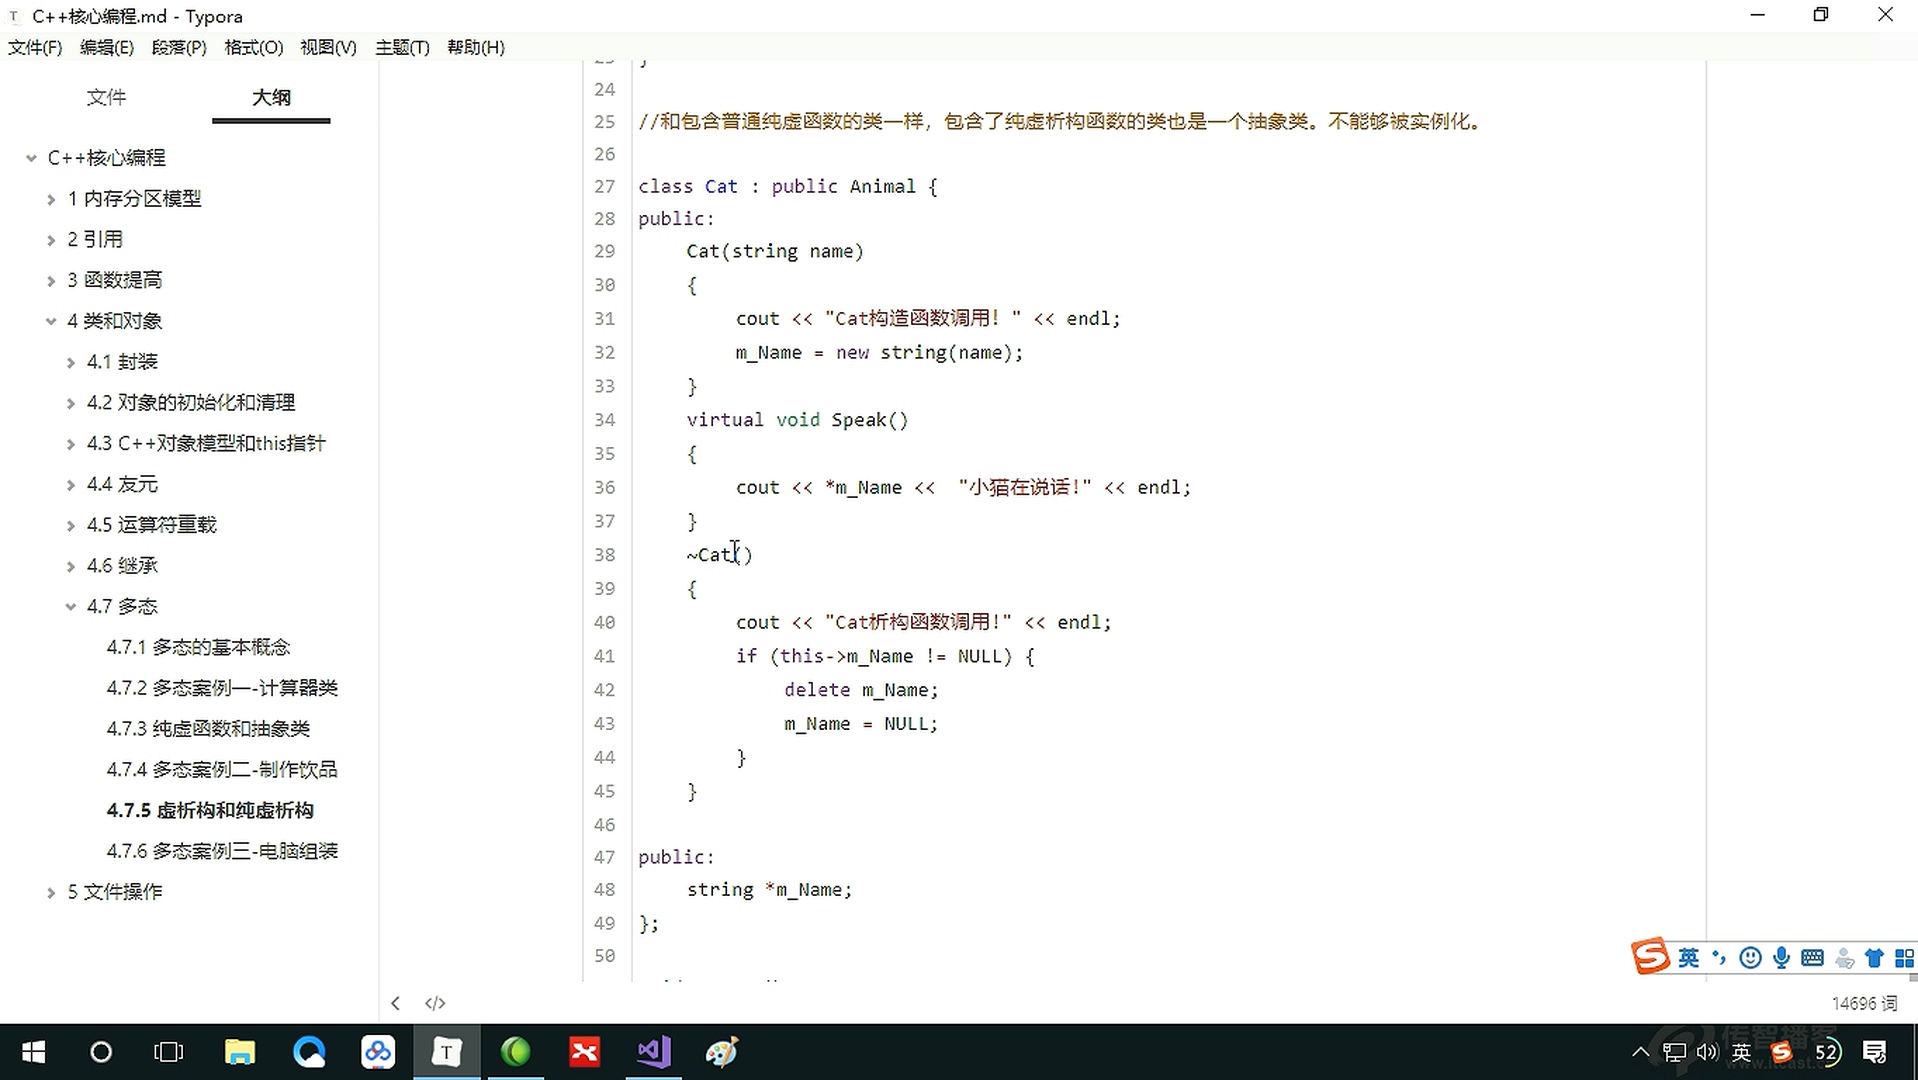 C++核心编程.md - Typora
文件(F) 编辑(E) 段落(P) 格式(O) 视图(V) 主题(T) 帮助(H)
文件 大纲
C++核心编程
1 内存分区模型
2 引用
3 函数提高
4 类和对象
4.1 封装
4.2 对象的初始化和清理
4.3 C++对象模型和this指针
4.4 友元
4.5 运算符重载
4.6 继承
4.7 多态
4.7.1 多态的基本概念
4.7.2 多态案例一-计算器类
4.7.3 纯虚函数和抽象类
4.7.4 多态案例二-制作饮品
4.7.5 虚析构和纯虚析构
4.7.6 多态案例三-电脑组装
5 文件操作
23 }
24
25 //和包含普通纯虚函数的类一样，包含了纯虚析构函数的类也是一个抽象类。不能够被实例化。
26
27 class Cat : public Animal {
28 public:
29 Cat(string name)
30 {
31 cout << "Cat构造函数调用！" << endl;
32 m_Name = new string(name);
33 }
34 virtual void Speak()
35 {
36 cout << *m_Name << "小猫在说话!" << endl;
37 }
38 ~Cat()
39 {
40 cout << "Cat析构函数调用!" << endl;
41 if (this->m_Name != NULL) {
42 delete m_Name;
43 m_Name = NULL;
44 }
45 }
46
47 public:
48 string *m_Name;
49 };
50
英
14696 词
英
52
传智播客
www.itcast.c